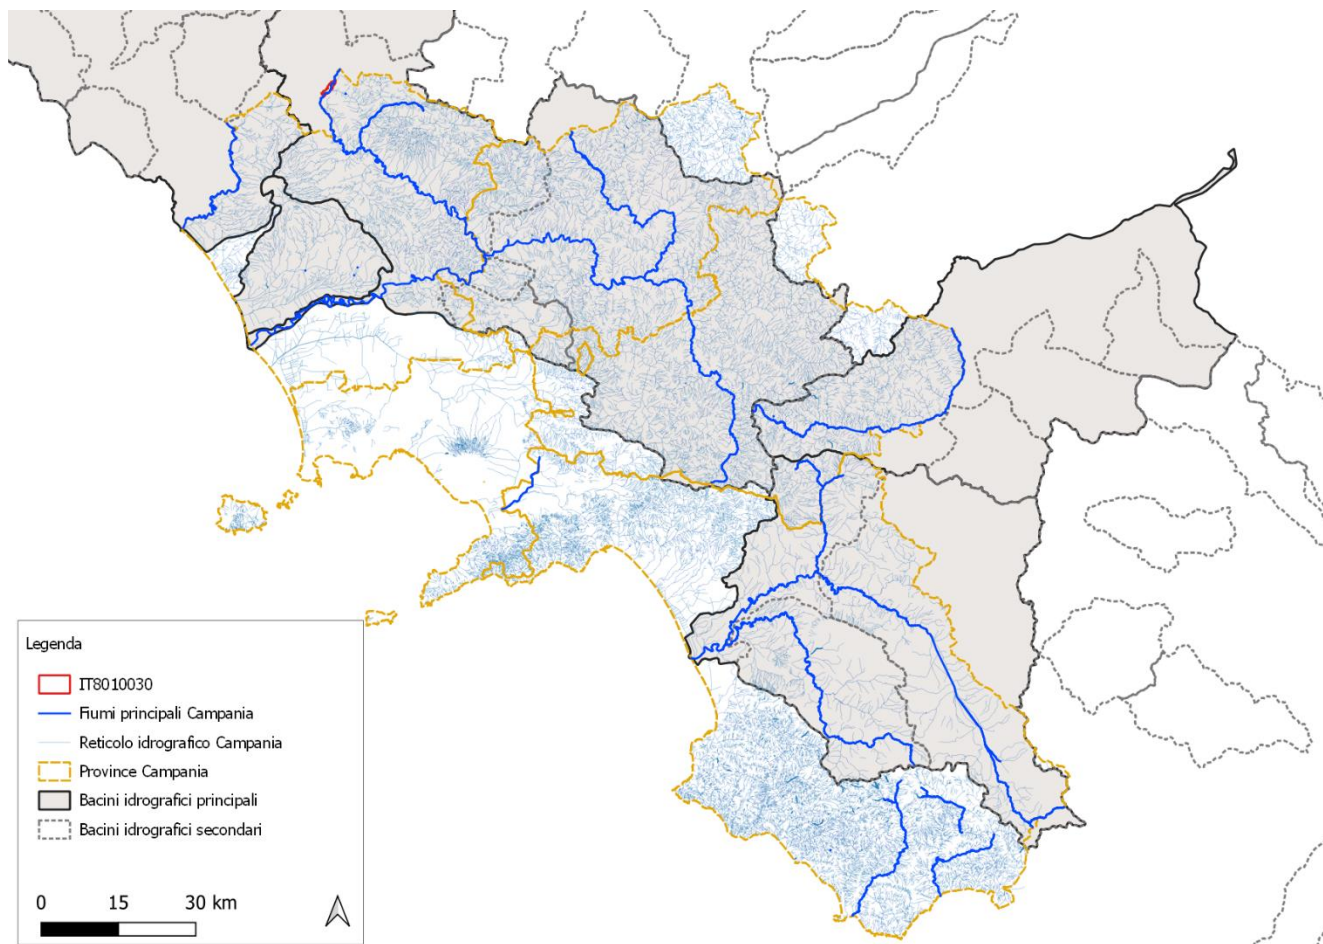 Legenda
IT8010030
Fiumi principali Campania
Reticolo idrografico Campania
Province Campania
Bacini idrografici principali
Bacini idrografici secondari
0 15 30 km